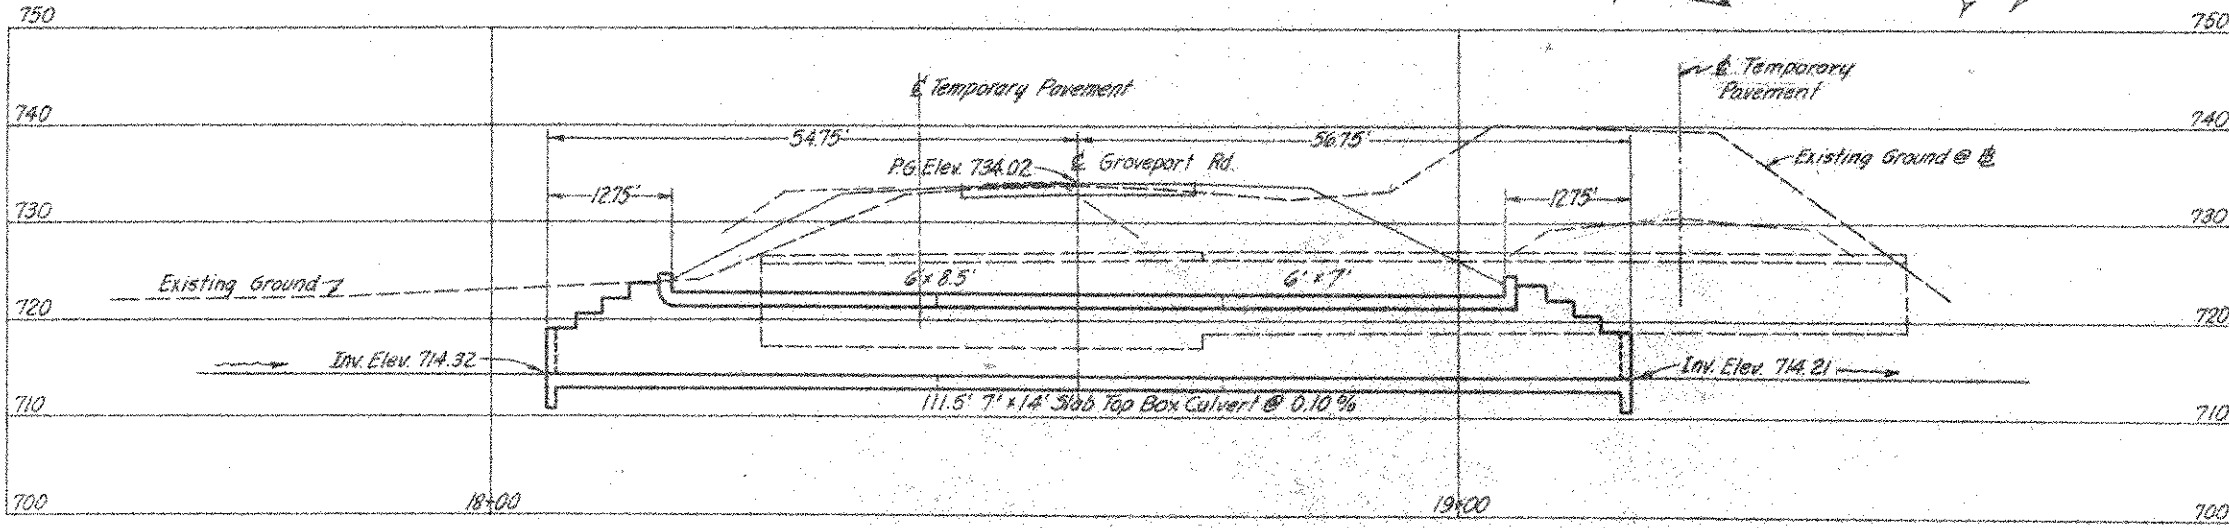 750
750
℄ Temporary Pavement
℄ Temporary
Pavement
740
740
54.75'
56.75'
P.G. Elev. 734.02
℄ Groveport Rd.
Existing Ground @ ℄
12.75'
12.75'
730
730
Existing Ground
6' x 8.5'
6' x 7'
720
720
Inv. Elev. 714.32
Inv. Elev. 714.21
111.5' 7' x 14' Slab Top Box Culvert @ 0.10 %
710
710
700
18+00
19+00
700